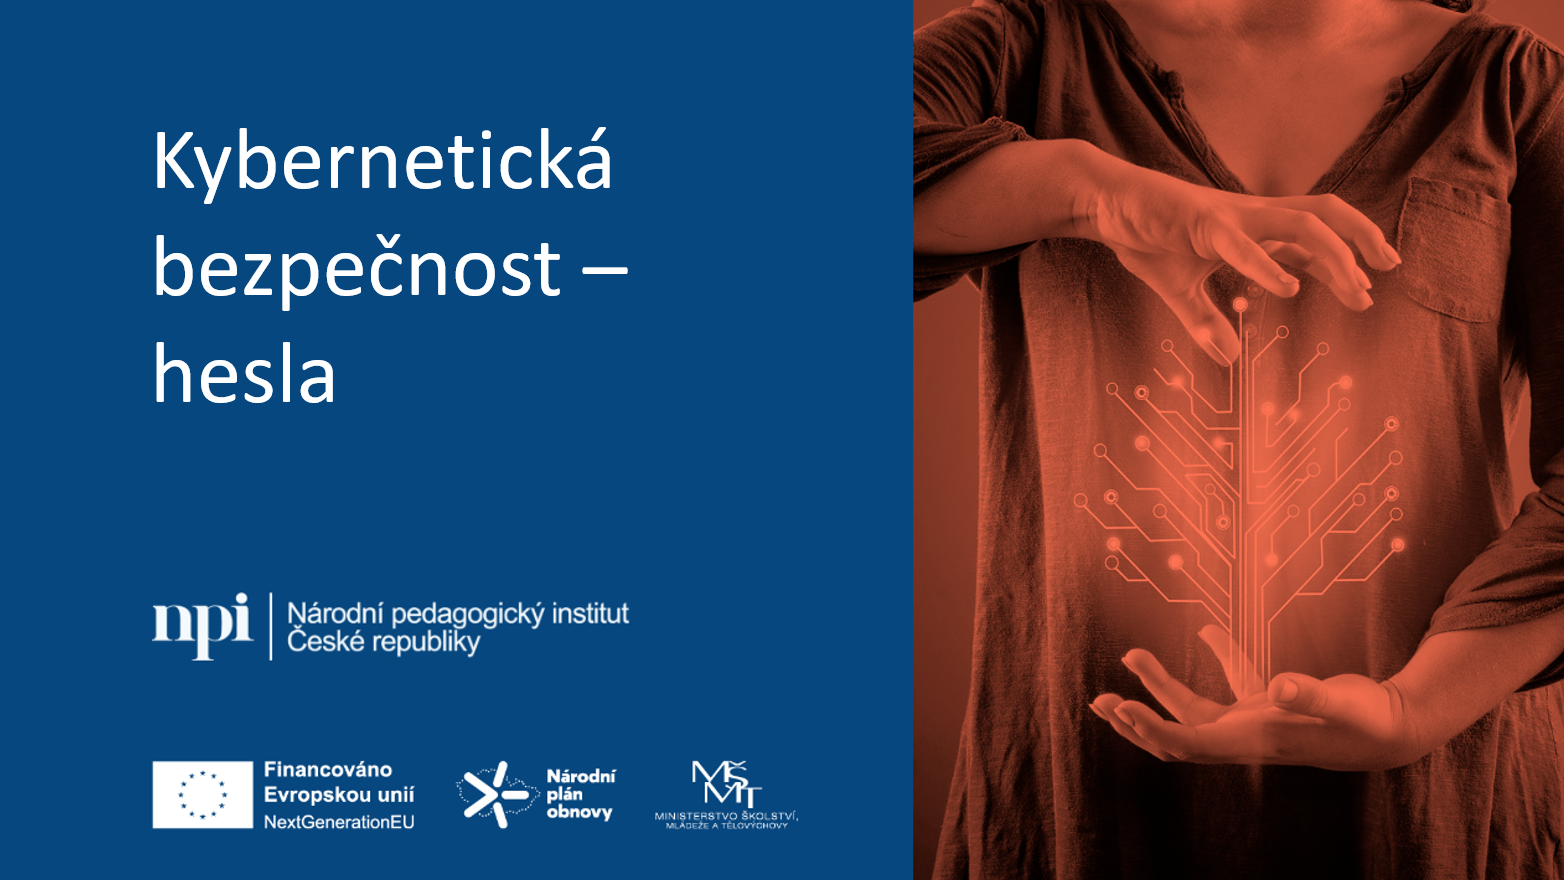 Kybernetická
bezpečnost –
hesla
npi
Národní pedagogický institut
České republiky
Financováno
Evropskou unií
NextGenerationEU
Národní
plán
obnovy
MŠMT
MINISTERSTVO ŠKOLSTVÍ,
MLÁDEŽE A TĚLOVÝCHOVY